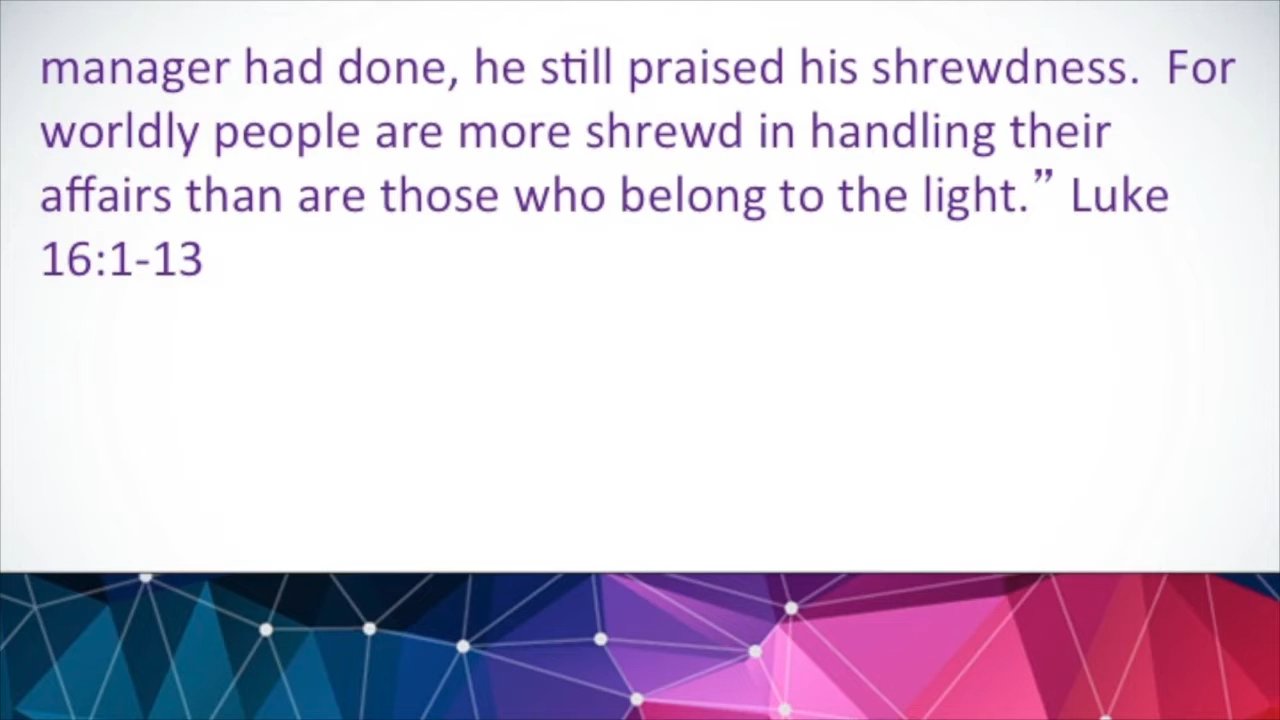 manager had done, he still praised his shrewdness.  For
worldly people are more shrewd in handling their
affairs than are those who belong to the light.” Luke
16:1-13